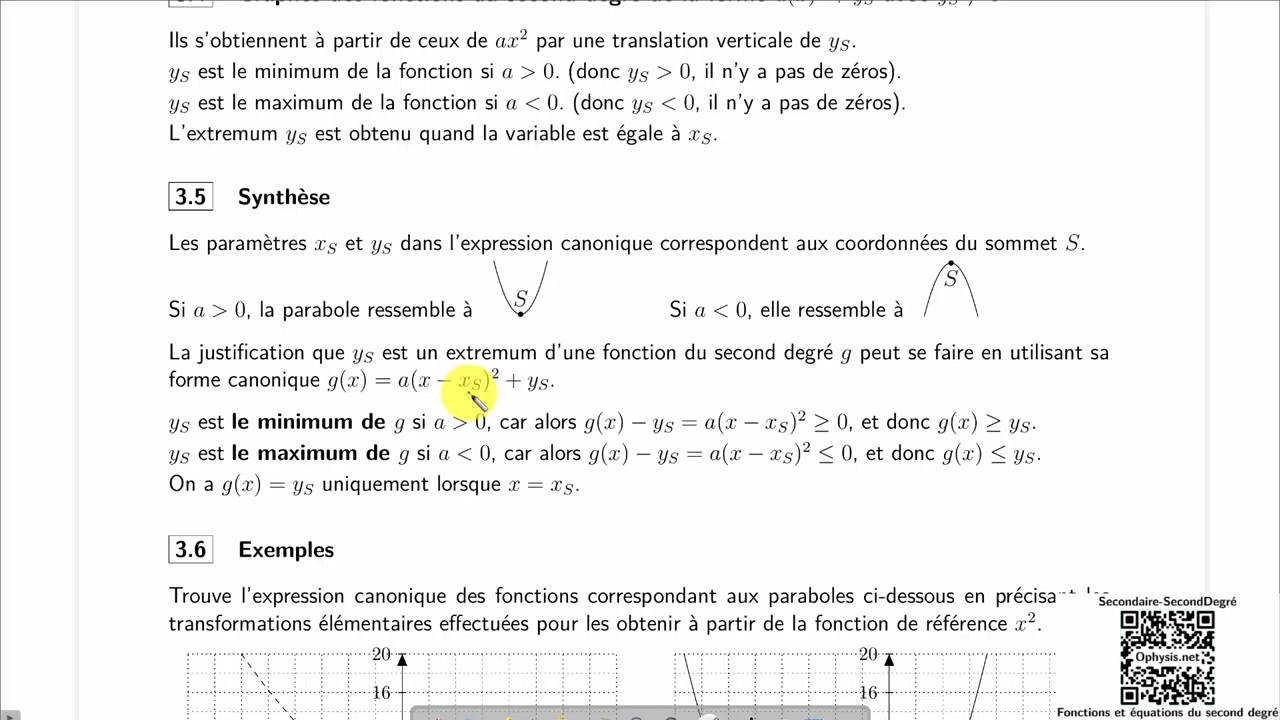 Ils s'obtiennent à partir de ceux de $ax^2$ par une translation verticale de $y_S$.
$y_S$ est le minimum de la fonction si $a > 0$. (donc $y_S > 0$, il n'y a pas de zéros).
$y_S$ est le maximum de la fonction si $a < 0$. (donc $y_S < 0$, il n'y a pas de zéros).
L'extremum $y_S$ est obtenu quand la variable est égale à $x_S$.
3.5 Synthèse
Les paramètres $x_S$ et $y_S$ dans l'expression canonique correspondent aux coordonnées du sommet $S$.
Si $a > 0$, la parabole ressemble à S Si $a < 0$, elle ressemble à S
La justification que $y_S$ est un extremum d'une fonction du second degré $g$ peut se faire en utilisant sa
forme canonique $g(x) = a(x - x_S)^2 + y_S$.
$y_S$ est le minimum de $g$ si $a > 0$, car alors $g(x) - y_S = a(x - x_S)^2 \geq 0$, et donc $g(x) \geq y_S$.
$y_S$ est le maximum de $g$ si $a < 0$, car alors $g(x) - y_S = a(x - x_S)^2 \leq 0$, et donc $g(x) \leq y_S$.
On a $g(x) = y_S$ uniquement lorsque $x = x_S$.
3.6 Exemples
Trouve l'expression canonique des fonctions correspondant aux paraboles ci-dessous en précisant les
transformations élémentaires effectuées pour les obtenir à partir de la fonction de référence $x^2$.
20 20
16 16
Secondaire-SecondDegré
Ophysis.net
Fonctions et équations du second degré